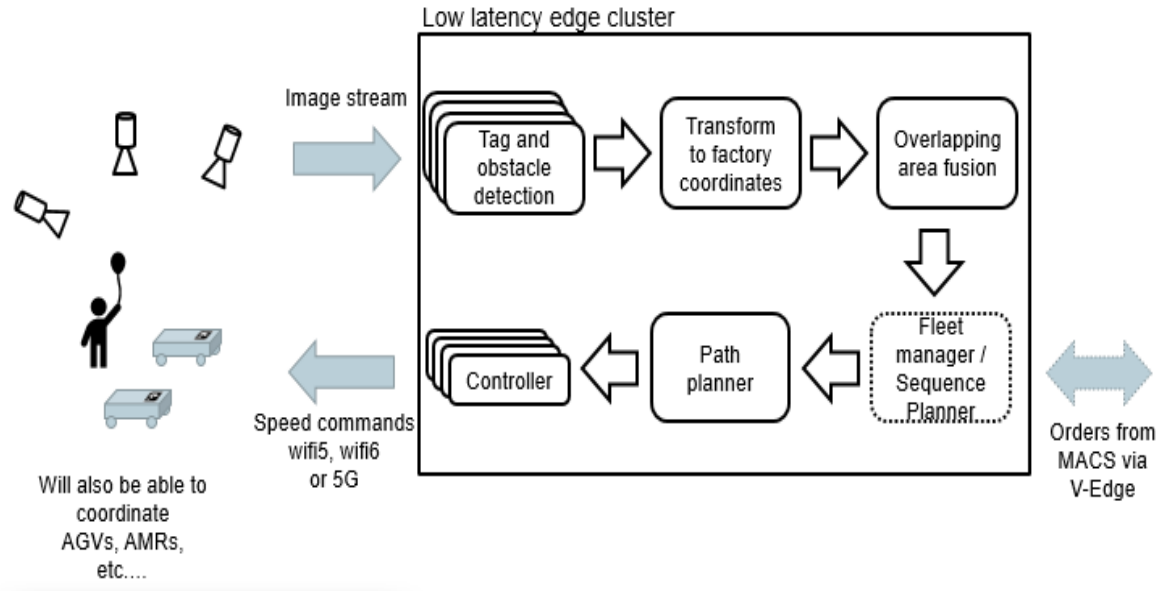 Low latency edge cluster
Image stream
Tag and
obstacle
detection
Transform
to factory
coordinates
Overlapping
area fusion
Fleet
manager /
Sequence
Planner
Path
planner
Controller
Speed commands
wifi5, wifi6
or 5G
Orders from
MACS via
V-Edge
Will also be able to
coordinate
AGVs, AMRs,
etc....